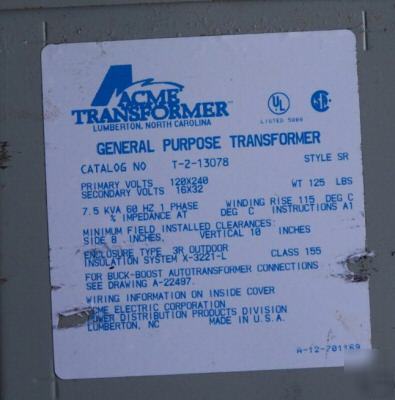 ACME
TRANSFORMER™
LUMBERTON, NORTH CAROLINA
UL
LISTED 5000
GENERAL PURPOSE TRANSFORMER
CATALOG NO T-2-13078 STYLE SR
PRIMARY VOLTS 120X240
SECONDARY VOLTS 16X32 WT 125 LBS
7.5 KVA 60 HZ 1 PHASE WINDING RISE 115 DEG C
% IMPEDANCE AT DEG C INSTRUCTIONS A1
MINIMUM FIELD INSTALLED CLEARANCES:
SIDE 8 INCHES, VERTICAL 10 INCHES
ENCLOSURE TYPE 3R OUTDOOR
INSULATION SYSTEM X-3221-L CLASS 155
FOR BUCK-BOOST AUTOTRANSFORMER CONNECTIONS
SEE DRAWING A-22497.
WIRING INFORMATION ON INSIDE COVER
ACME ELECTRIC CORPORATION
POWER DISTRIBUTION PRODUCTS DIVISION
LUMBERTON, NC MADE IN U.S.A.
A-12-701169